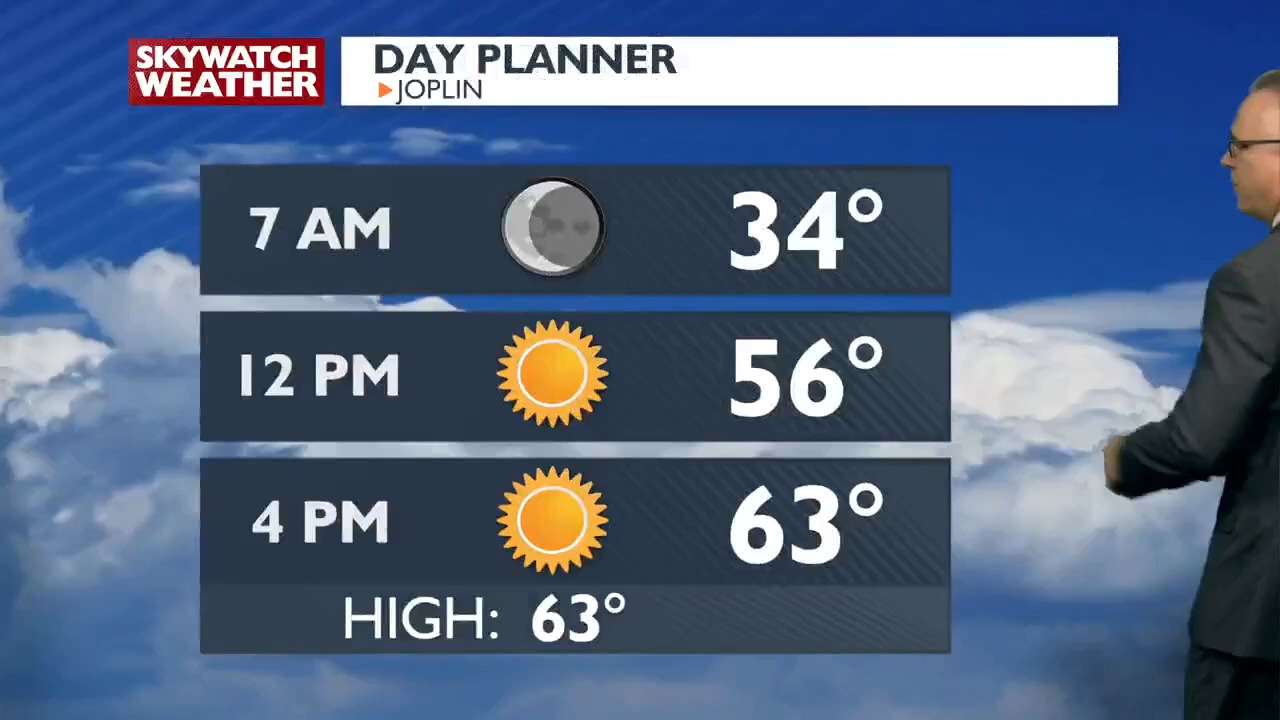 SKYWATCH
WEATHER
DAY PLANNER
JOPLIN
7 AM 34°
12 PM 56°
4 PM 63°
HIGH: 63°